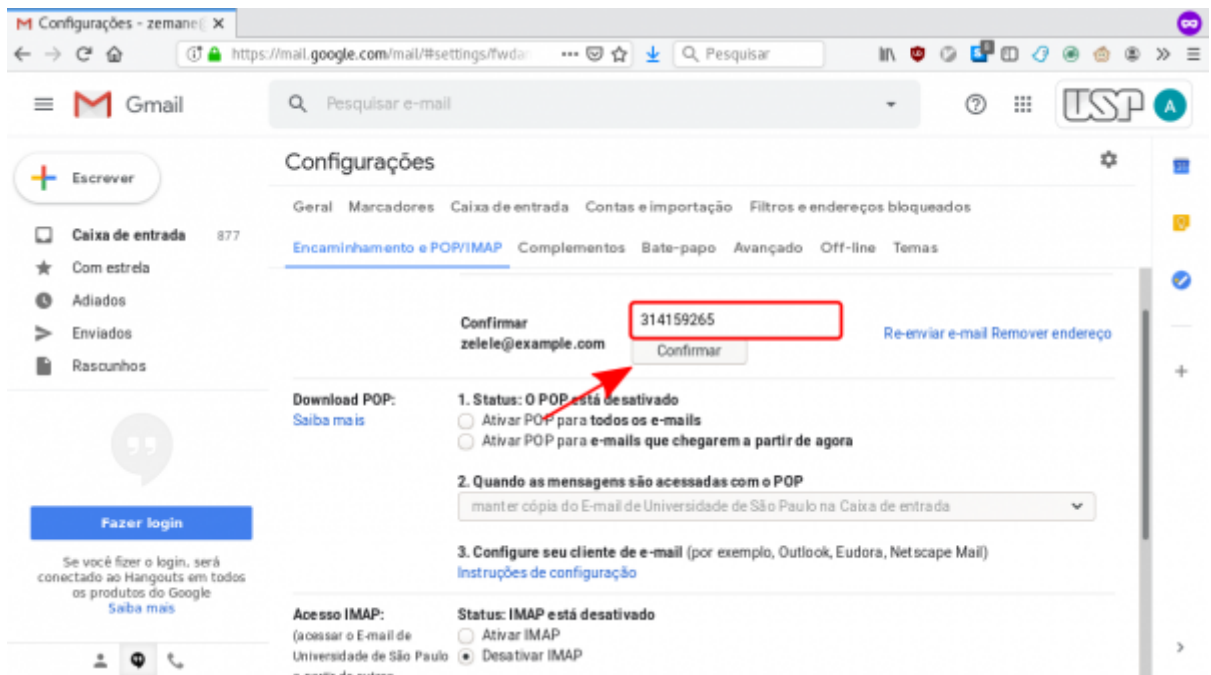 Configurações - zemane(
https://mail.google.com/mail/#settings/fwda
Pesquisar
Gmail
Pesquisar e-mail
USP
A
Escrever
Configurações
Geral Marcadores Caixa de entrada Contas e importação Filtros e endereços bloqueados
Encaminhamento e POP/IMAP Complementos Bate-papo Avançado Off-line Temas
Caixa de entrada 877
Com estrela
Adiados
Enviados
Rascunhos
Confirmar
zelele@example.com
314159265
Confirmar
Re-enviar e-mail Remover endereço
Download POP:
Saiba mais
1. Status: O POP está desativado
Ativar POP para todos os e-mails
Ativar POP para e-mails que chegarem a partir de agora
2. Quando as mensagens são acessadas com o POP
manter cópia do E-mail de Universidade de São Paulo na Caixa de entrada
3. Configure seu cliente de e-mail (por exemplo, Outlook, Eudora, Netscape Mail)
Instruções de configuração
Fazer login
Se você fizer o login, será
conectado ao Hangouts em todos
os produtos do Google
Saiba mais
Acesso IMAP:
(acessar o E-mail de
Universidade de São Paulo
Status: IMAP está desativado
Ativar IMAP
Desativar IMAP